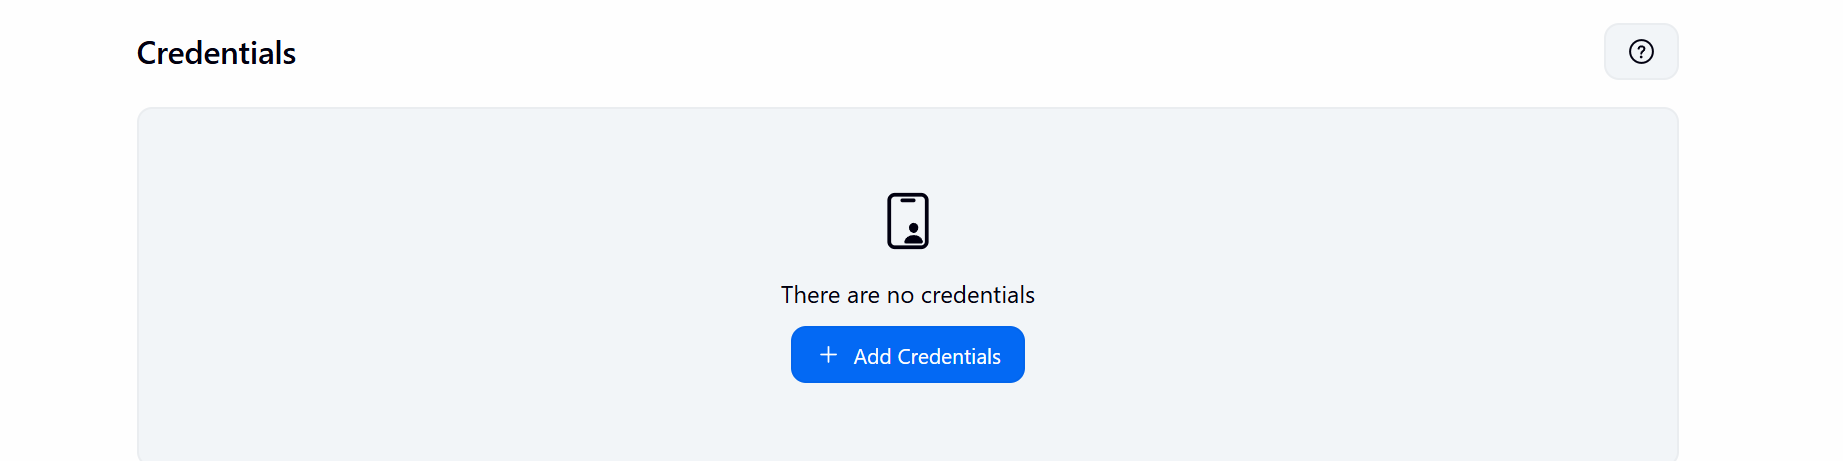 Credentials
There are no credentials
Add Credentials